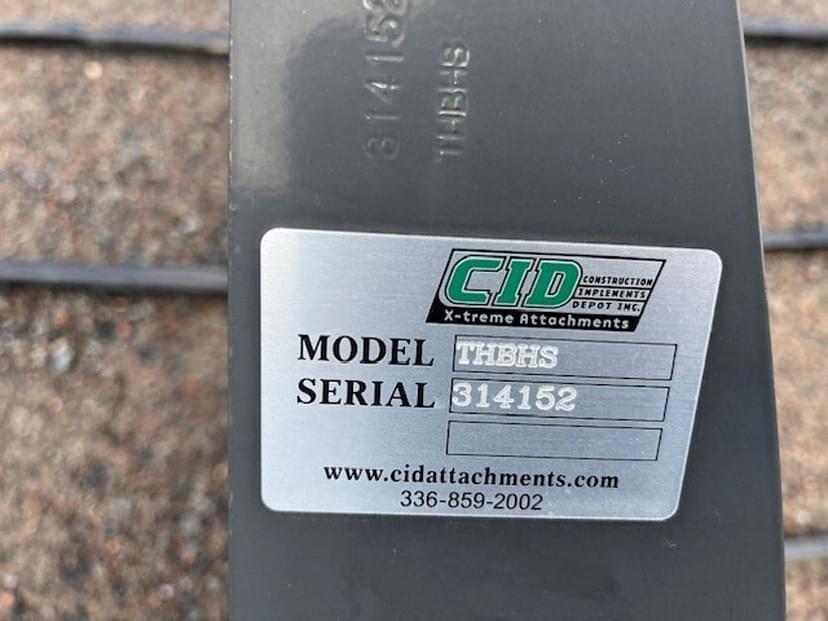 314152
THBHS
CID
CONSTRUCTION
IMPLEMENTS
DEPOT INC.
X-treme Attachments
MODEL THBHS
SERIAL 314152
www.cidattachments.com
336-859-2002